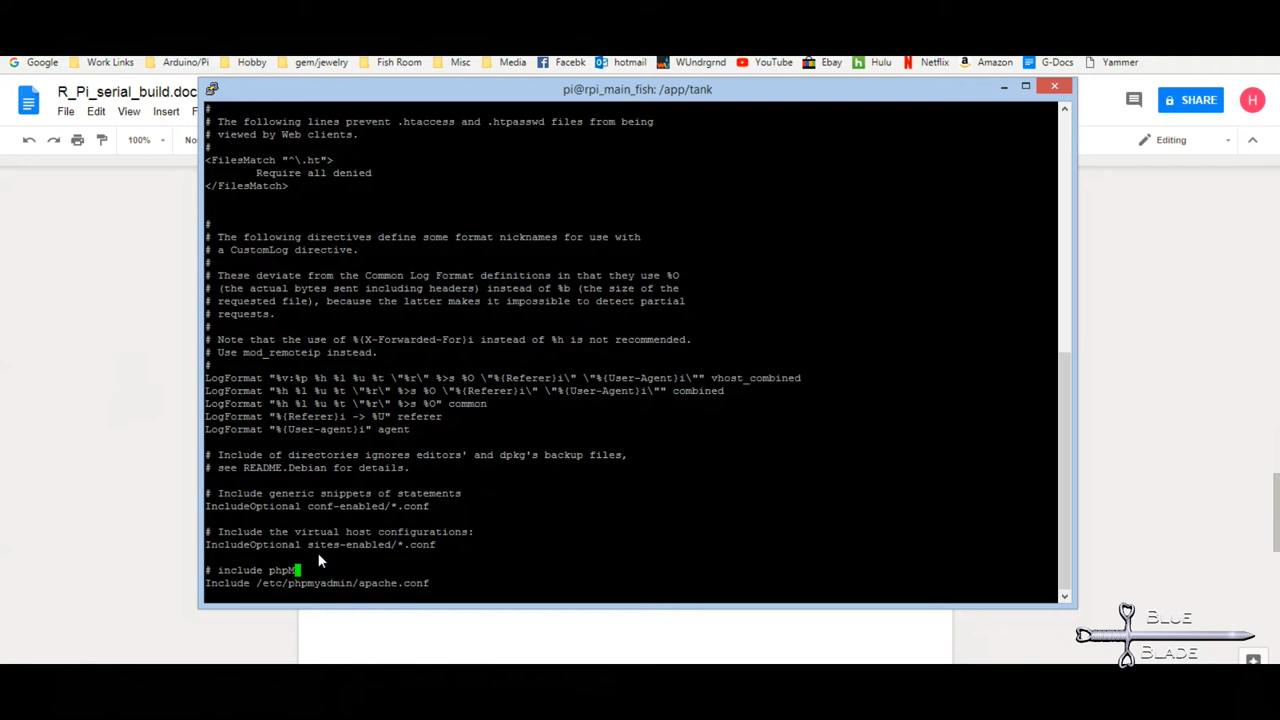 Google Work Links Arduino/Pi Hobby gem/jewelry Fish Room Misc Media Facebk hotmail WUndrgrnd YouTube Ebay Hulu Netflix Amazon G-Docs Yammer
R_Pi_serial_build.doc
File Edit View Insert
SHARE
H
100%
Editing
pi@rpi_main_fish: /app/tank
#
# The following lines prevent .htaccess and .htpasswd files from being
# viewed by Web clients.
#
<FilesMatch "^\.ht">
Require all denied
</FilesMatch>
#
# The following directives define some format nicknames for use with
# a CustomLog directive.
#
# These deviate from the Common Log Format definitions in that they use %O
# (the actual bytes sent including headers) instead of %b (the size of the
# requested file), because the latter makes it impossible to detect partial
# requests.
#
# Note that the use of %{X-Forwarded-For}i instead of %h is not recommended.
# Use mod_remoteip instead.
#
LogFormat "%v:%p %h %l %u %t \"%r\" %>s %O \"%{Referer}i\" \"%{User-Agent}i\"" vhost_combined
LogFormat "%h %l %u %t \"%r\" %>s %O \"%{Referer}i\" \"%{User-Agent}i\"" combined
LogFormat "%h %l %u %t \"%r\" %>s %O" common
LogFormat "%{Referer}i -> %U" referer
LogFormat "%{User-agent}i" agent
# Include of directories ignores editors' and dpkg's backup files,
# see README.Debian for details.
# Include generic snippets of statements
IncludeOptional conf-enabled/*.conf
# Include the virtual host configurations:
IncludeOptional sites-enabled/*.conf
# include phpM
Include /etc/phpmyadmin/apache.conf
BLUE
BLADE